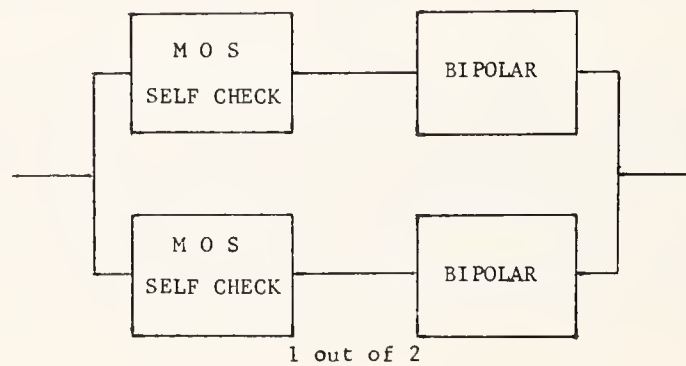 M O S
SELF CHECK
BIPOLAR
M O S
SELF CHECK
BIPOLAR
1 out of 2